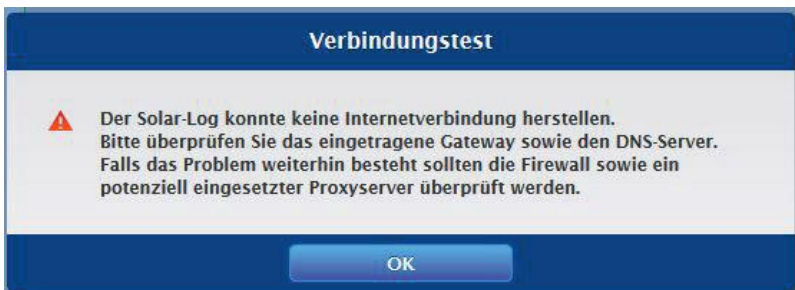 Verbindungstest
Der Solar-Log konnte keine Internetverbindung herstellen.
Bitte überprüfen Sie das eingetragene Gateway sowie den DNS-Server.
Falls das Problem weiterhin besteht sollten die Firewall sowie ein
potenziell eingesetzter Proxyserver überprüft werden.
OK